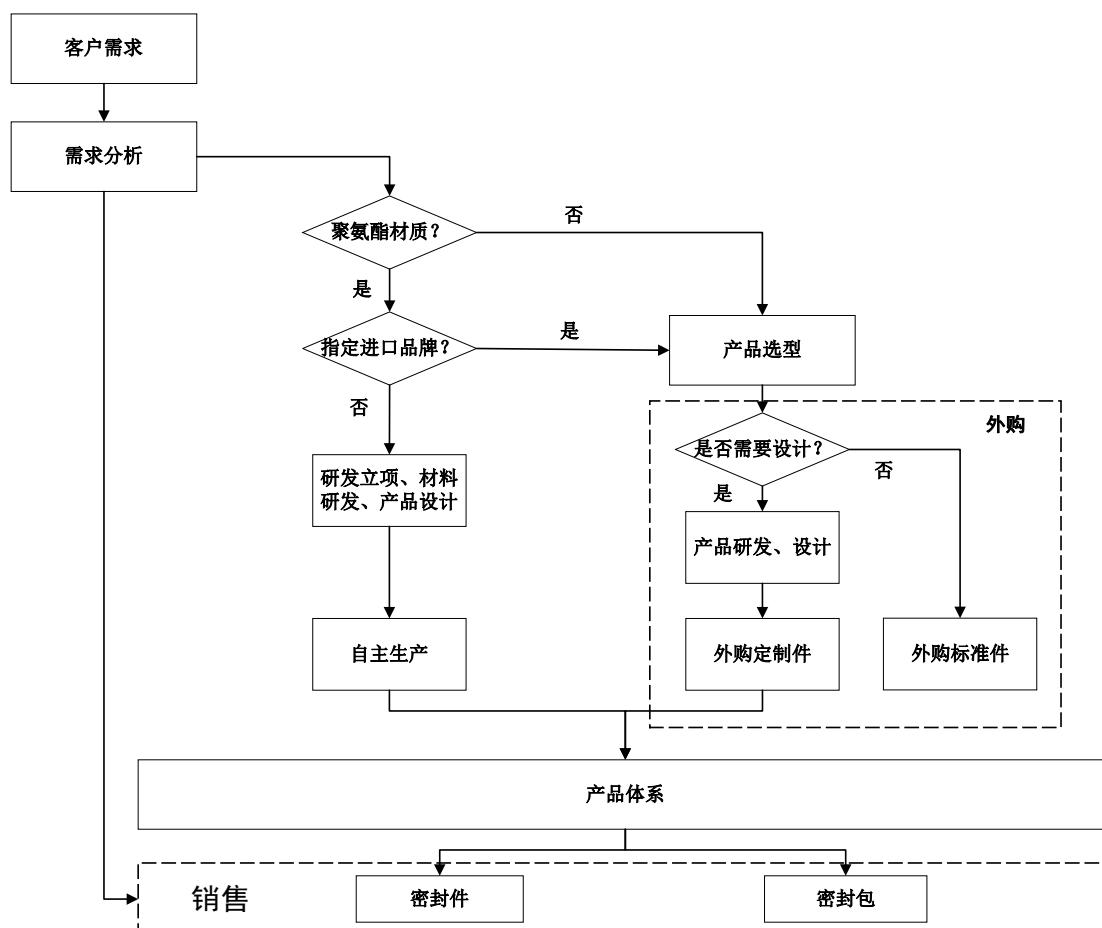 客户需求
需求分析
聚氨酯材质？
否
是
指定进口品牌？
是
产品选型
否
外购
是否需要设计？
否
是
研发立项、材料
研发、产品设计
产品研发、设计
自主生产
外购定制件
外购标准件
产品体系
销售
密封件
密封包